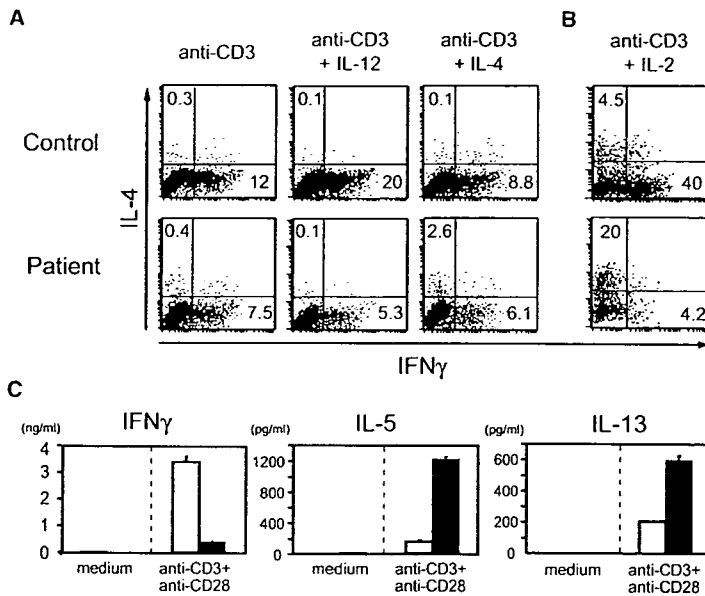 A
B
anti-CD3
anti-CD3
+ IL-12
anti-CD3
+ IL-4
anti-CD3
+ IL-2
Control
0.3
12
0.1
20
0.1
8.8
4.5
40
IL-4
Patient
0.4
7.5
0.1
5.3
2.6
6.1
20
4.2
IFNγ
C
IFNγ
(ng/ml)
4
3
2
1
0
medium
anti-CD3+
anti-CD28
IL-5
(pg/ml)
1200
800
400
0
medium
anti-CD3+
anti-CD28
IL-13
(pg/ml)
600
400
200
0
medium
anti-CD3+
anti-CD28